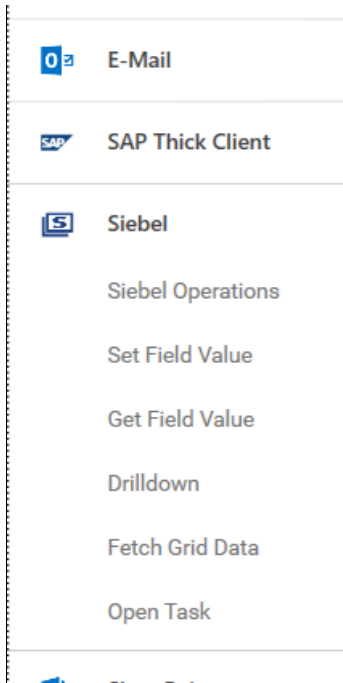 E-Mail
SAP Thick Client
Siebel
Siebel Operations
Set Field Value
Get Field Value
Drilldown
Fetch Grid Data
Open Task